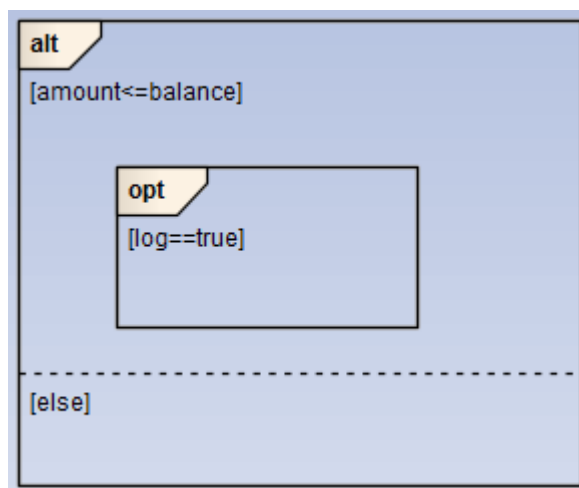 alt
[amount<=balance]
opt
[log==true]
[else]